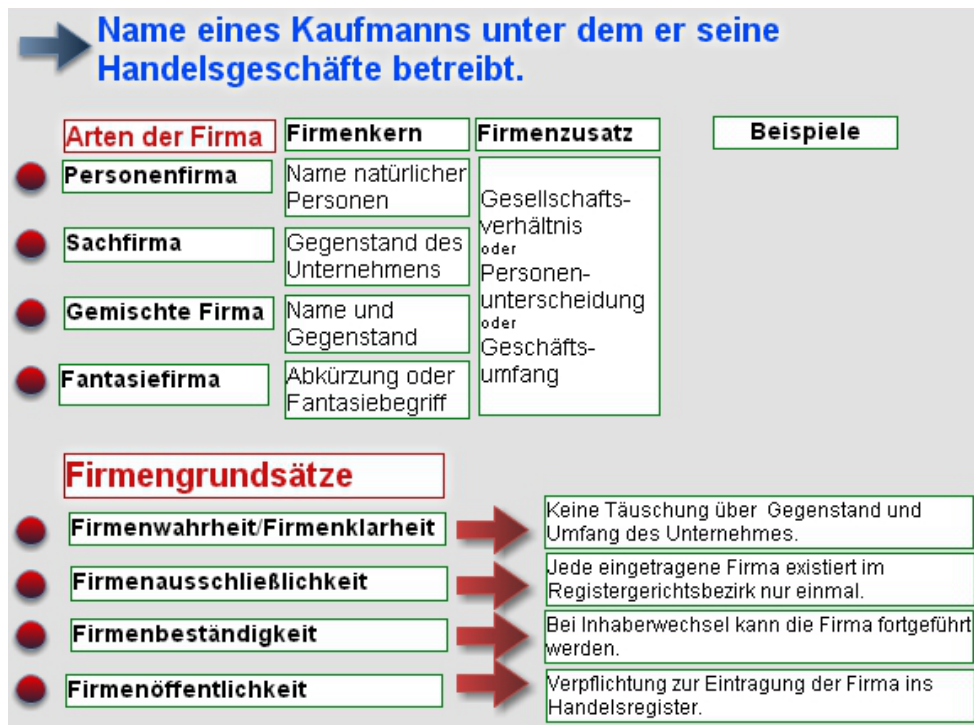 Name eines Kaufmanns unter dem er seine
Handelsgeschäfte betreibt.
Arten der Firma
Firmenkern
Firmenzusatz
Beispiele
Personenfirma
Name natürlicher
Personen
Sachfirma
Gegenstand des
Unternehmens
Gemischte Firma
Name und
Gegenstand
Fantasiefirma
Abkürzung oder
Fantasiebegriff
Gesellschafts-
verhältnis
oder
Personen-
unterscheidung
oder
Geschäfts-
umfang
Firmengrundsätze
Firmenwahrheit/Firmenklarheit
Keine Täuschung über Gegenstand und
Umfang des Unternehmes.
Firmenausschließlichkeit
Jede eingetragene Firma existiert im
Registergerichtsbezirk nur einmal.
Firmenbeständigkeit
Bei Inhaberwechsel kann die Firma fortgeführt
werden.
Firmenöffentlichkeit
Verpflichtung zur Eintragung der Firma ins
Handelsregister.